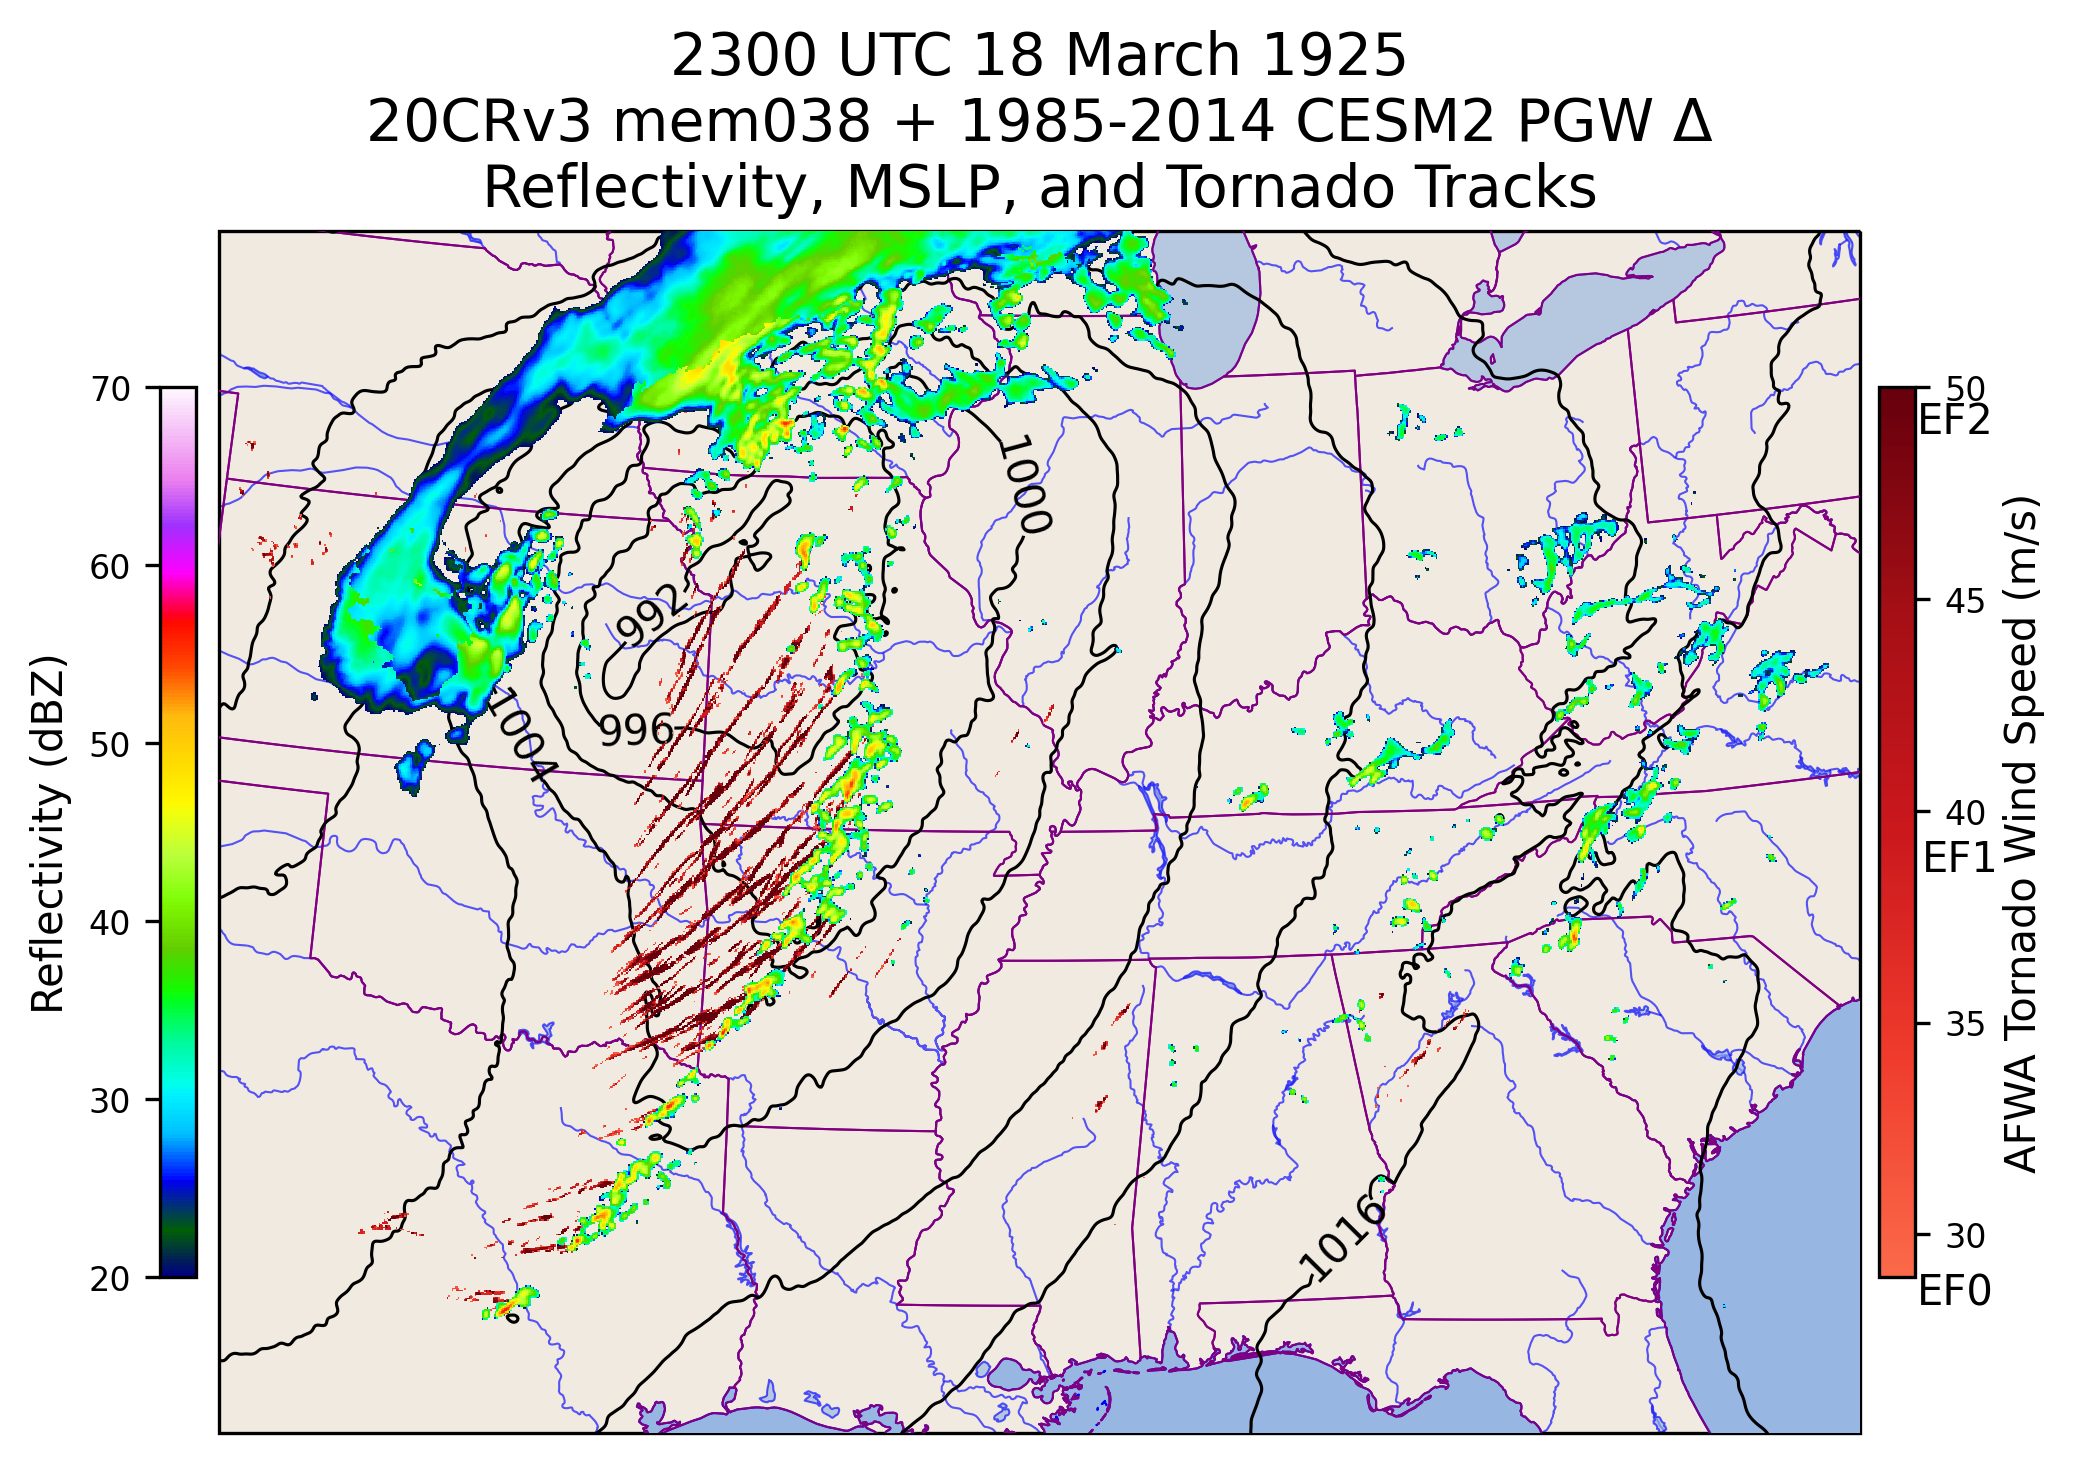 2300 UTC 18 March 1925
20CRv3 mem038 + 1985-2014 CESM2 PGW Δ
Reflectivity, MSLP, and Tornado Tracks
70
60
50
40
30
20
Reflectivity (dBZ)
1000
992
996
1004
1016
50
EF2
45
40
EF1
35
30
EF0
AFWA Tornado Wind Speed (m/s)